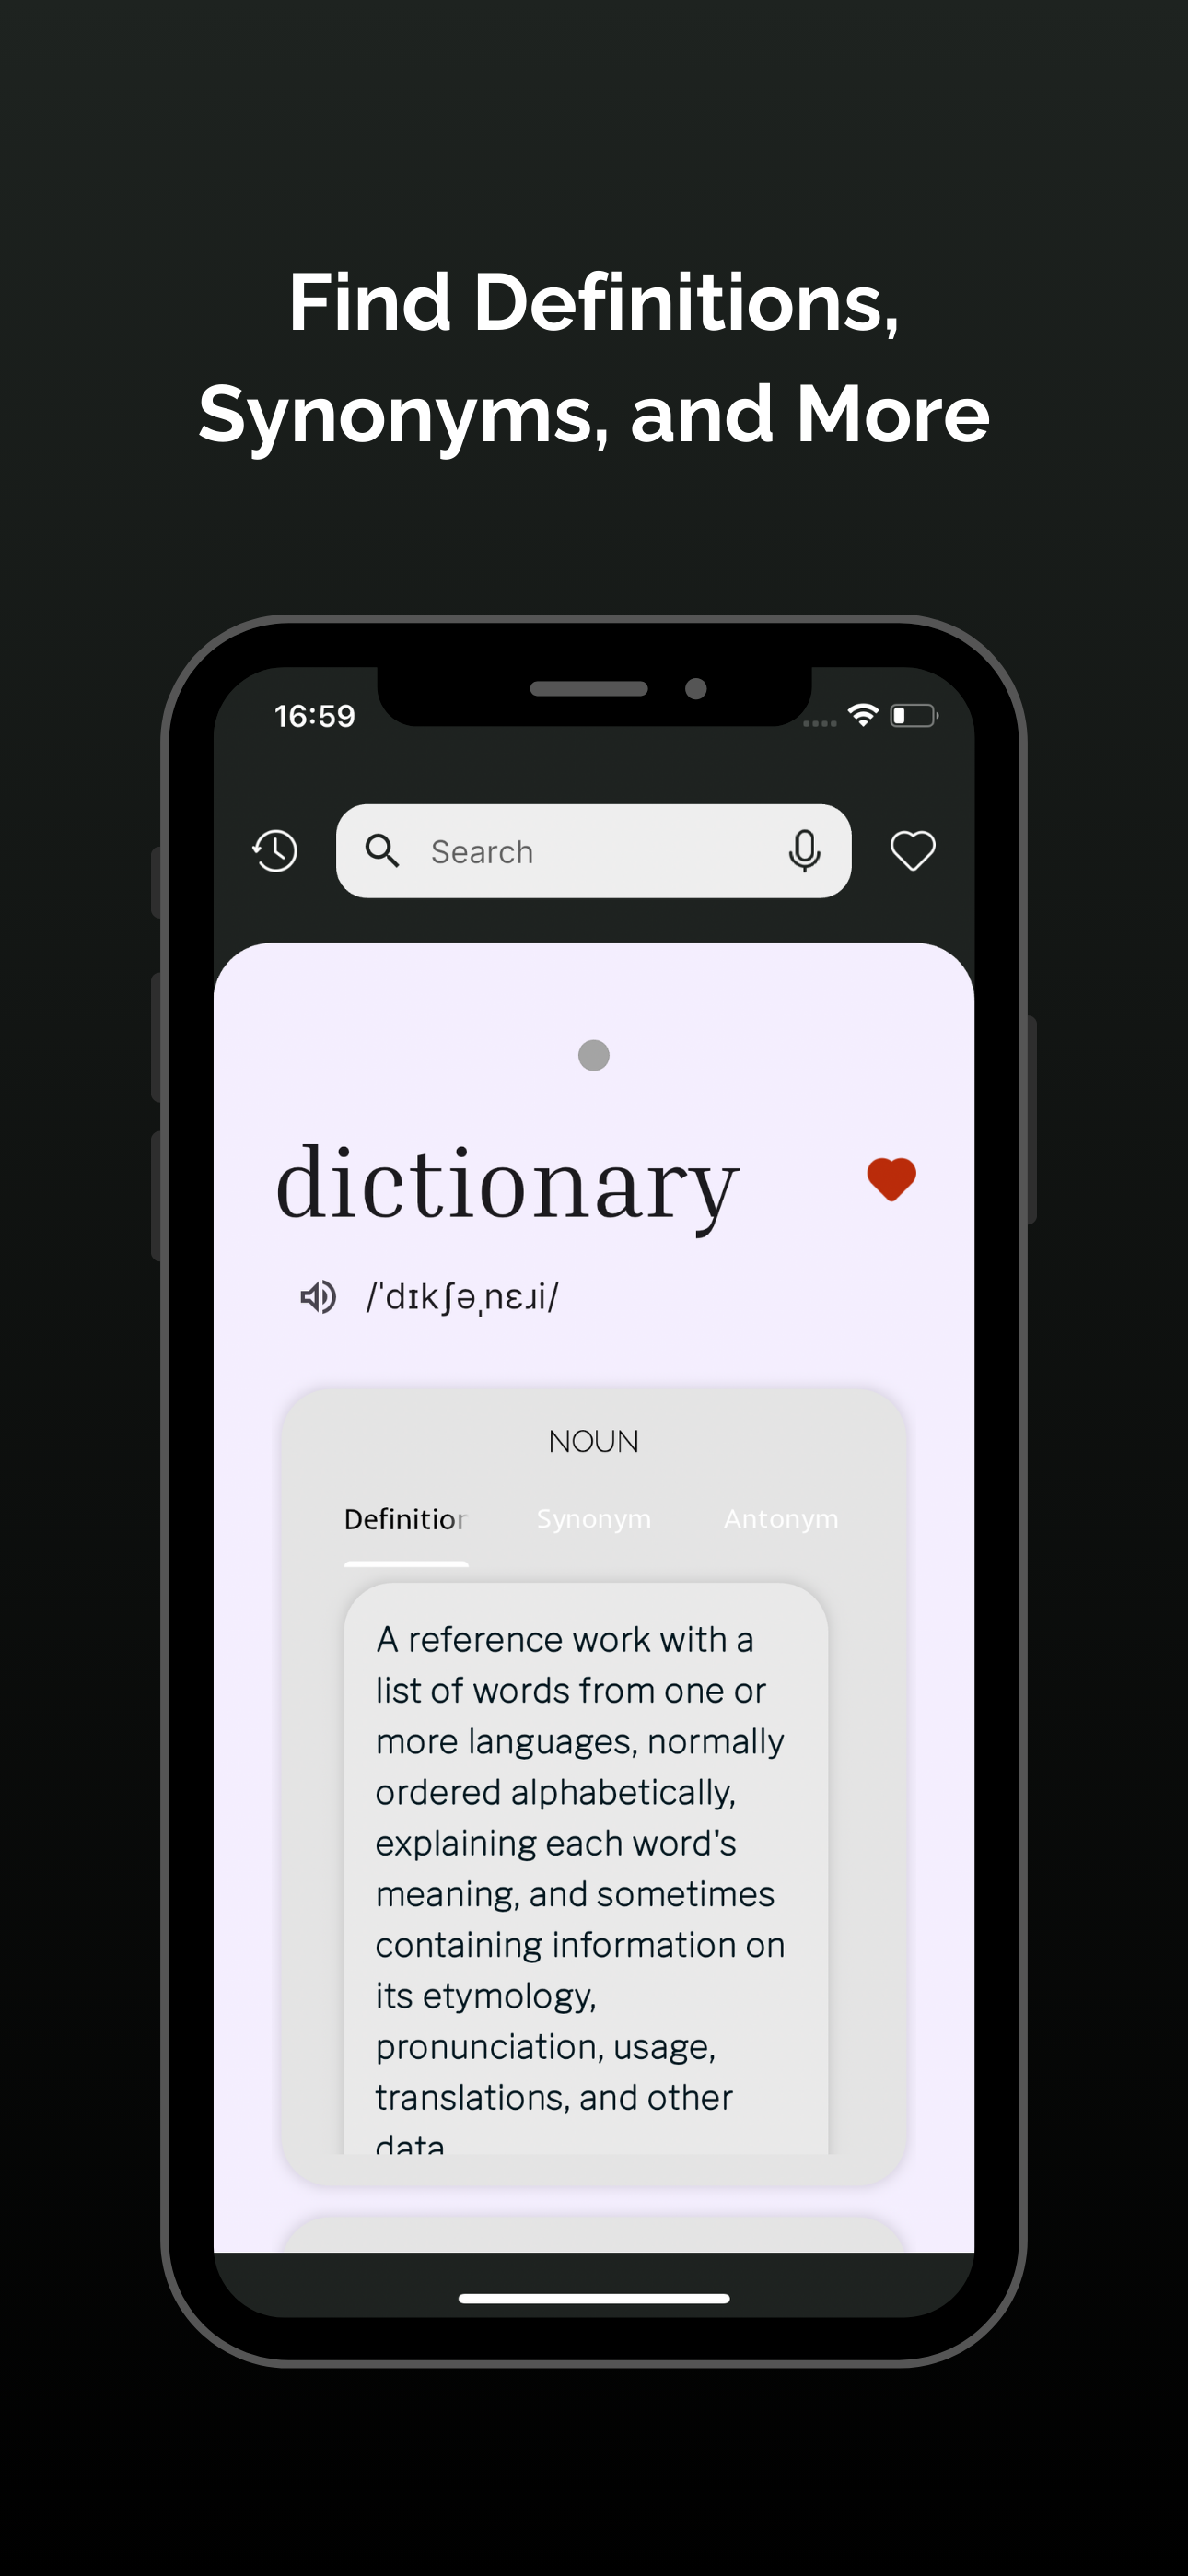 Find Definitions,
Synonyms, and More
16:59
Search
dictionary
/ˈdɪkʃəˌnɛɹi/
NOUN
Definition Synonym Antonym
A reference work with a
list of words from one or
more languages, normally
ordered alphabetically,
explaining each word's
meaning, and sometimes
containing information on
its etymology,
pronunciation, usage,
translations, and other
data